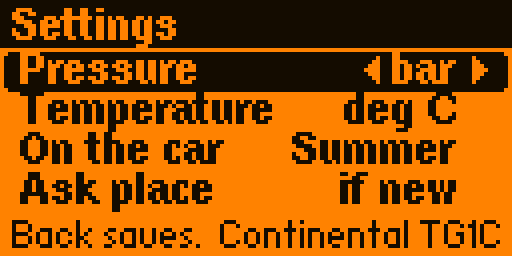 Settings
Pressure bar
Temperature deg C
On the car Summer
Ask place if new
Back saves. Continental TG1C